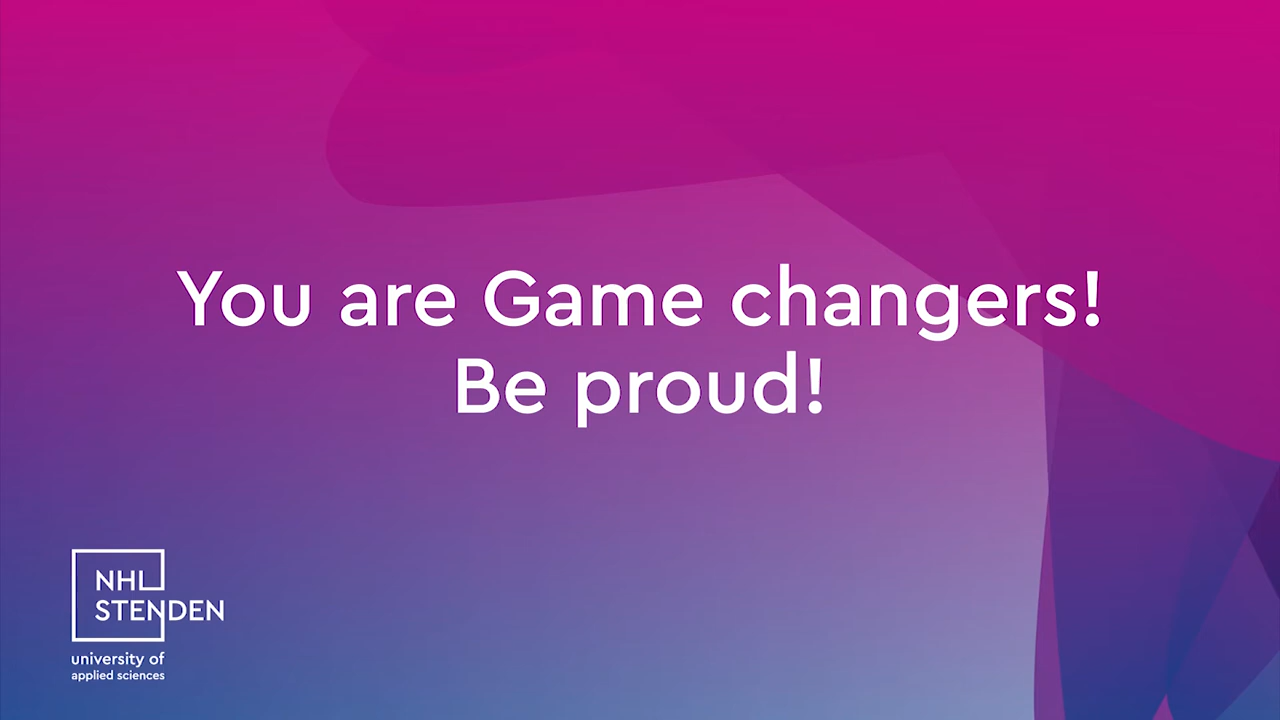 You are Game changers!
Be proud!
NHL
STENDEN
university of
applied sciences